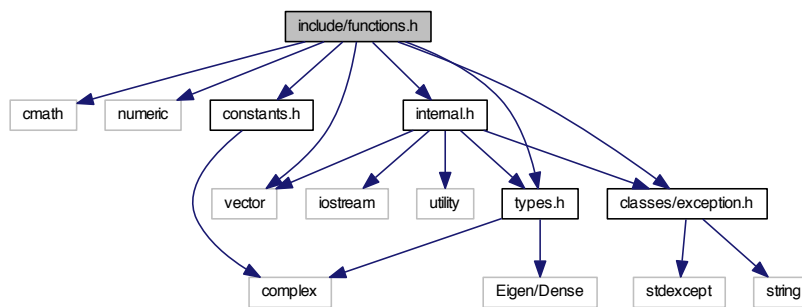 include/functions.h
cmath
numeric
constants.h
internal.h
vector
iostream
utility
types.h
classes/exception.h
complex
Eigen/Dense
stdexcept
string